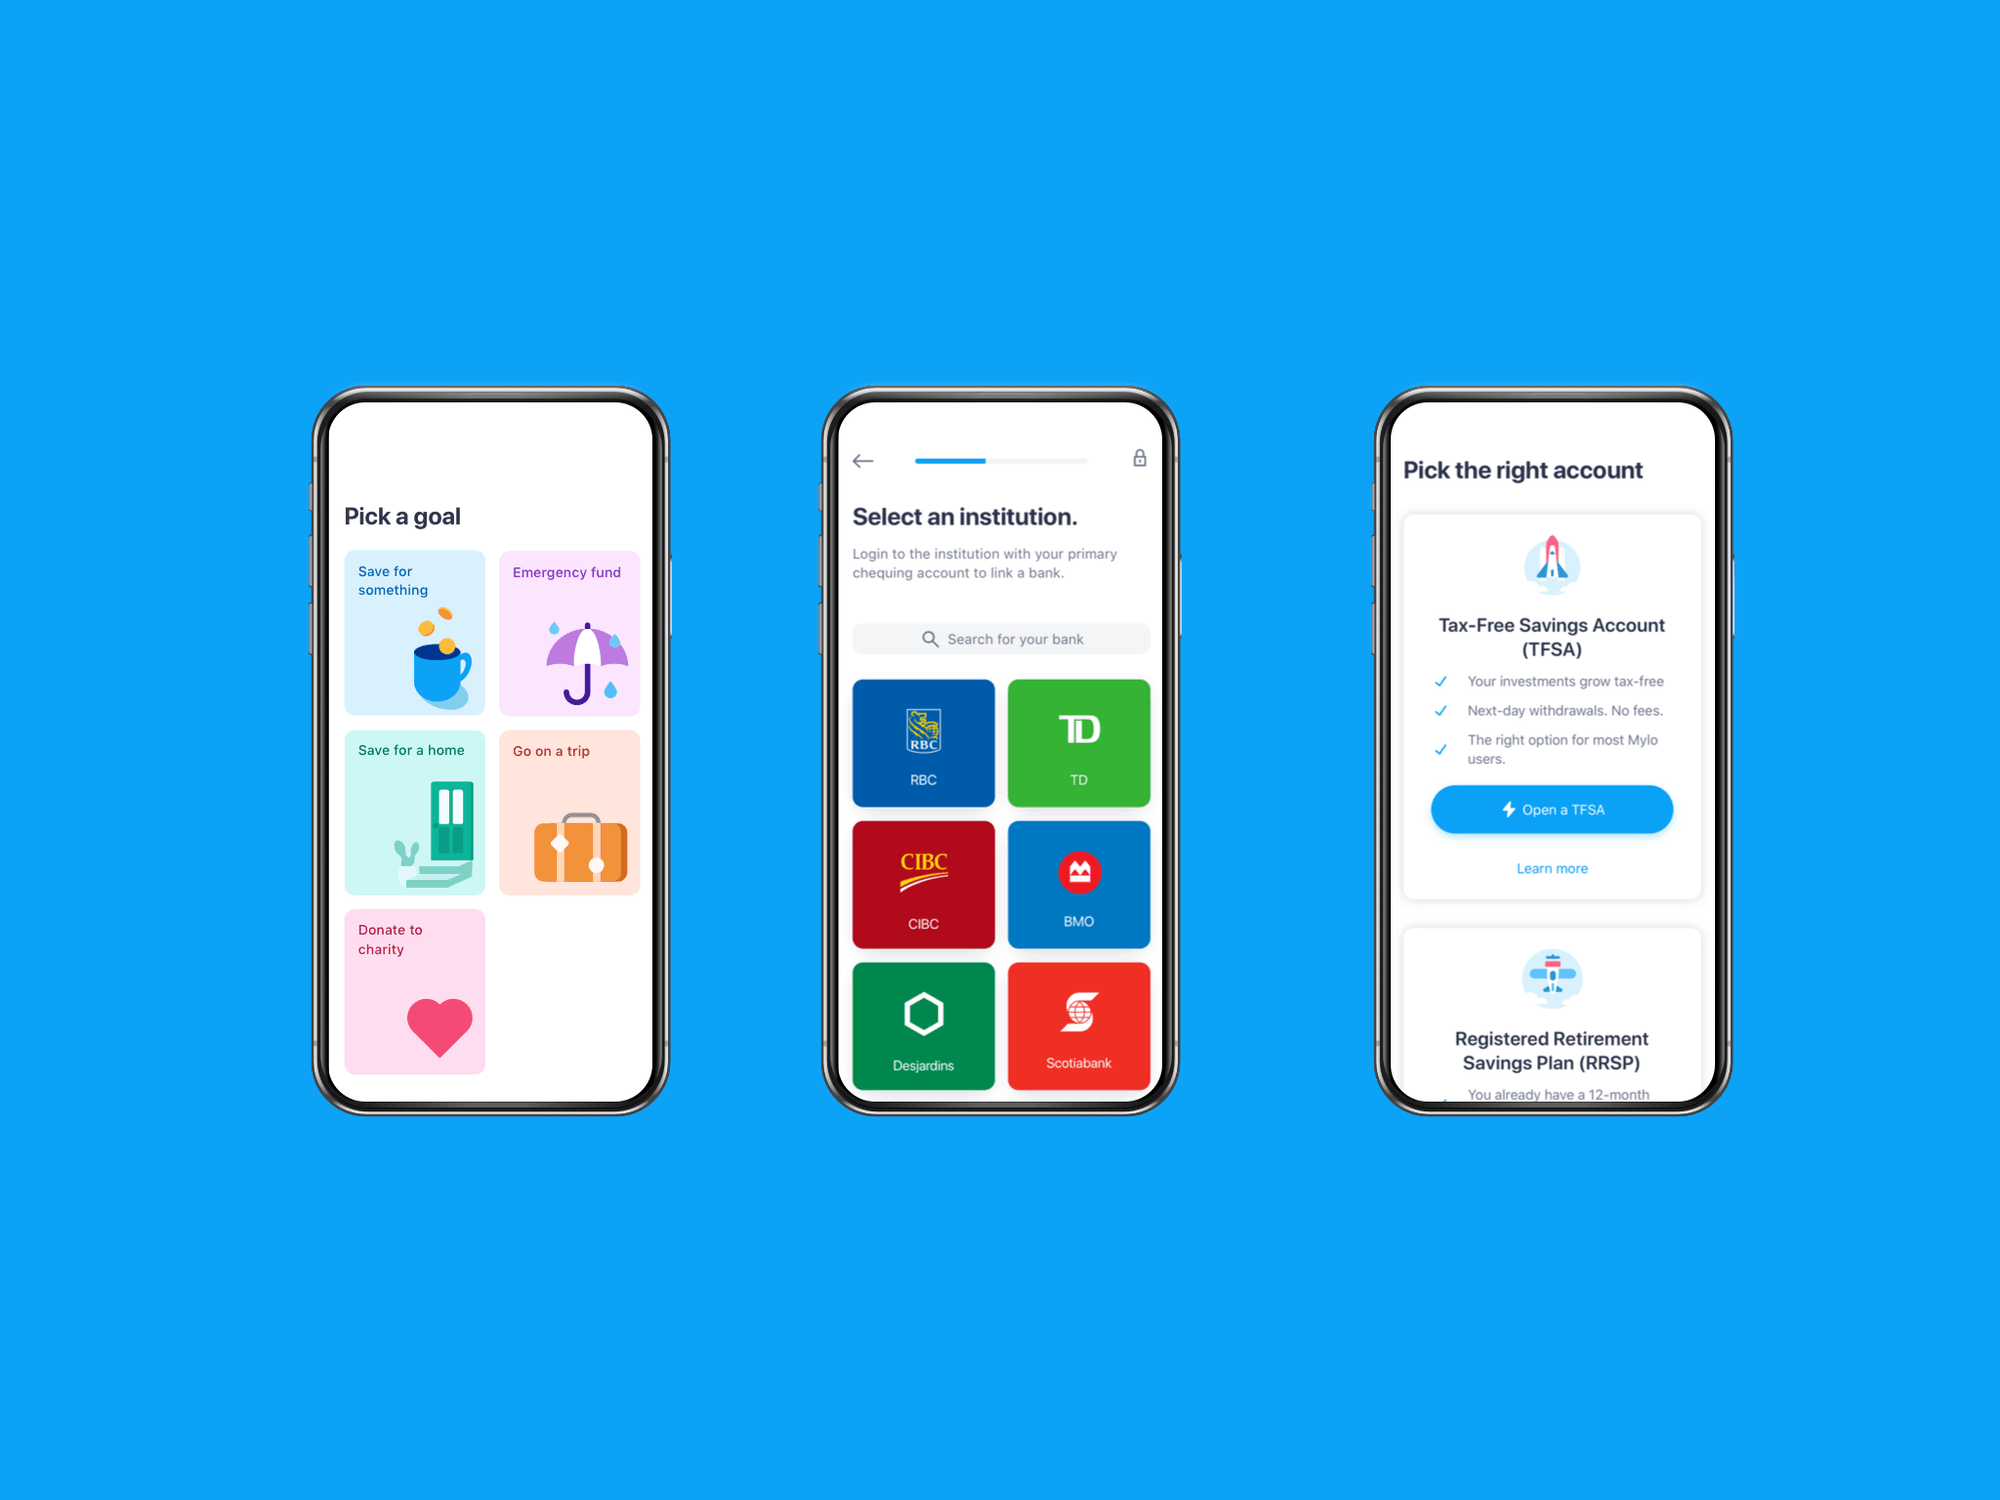 Pick a goal
Save for
something
Emergency fund
Save for a home
Go on a trip
Donate to
charity
Select an institution.
Login to the institution with your primary
chequing account to link a bank.
Search for your bank
RBC
RBC
TD
TD
CIBC
CIBC
BMO
Desjardins
Scotiabank
Pick the right account
Tax-Free Savings Account
(TFSA)
Your investments grow tax-free
Next-day withdrawals. No fees.
The right option for most Mylo
users.
Open a TFSA
Learn more
Registered Retirement
Savings Plan (RRSP)
You already have a 12-month